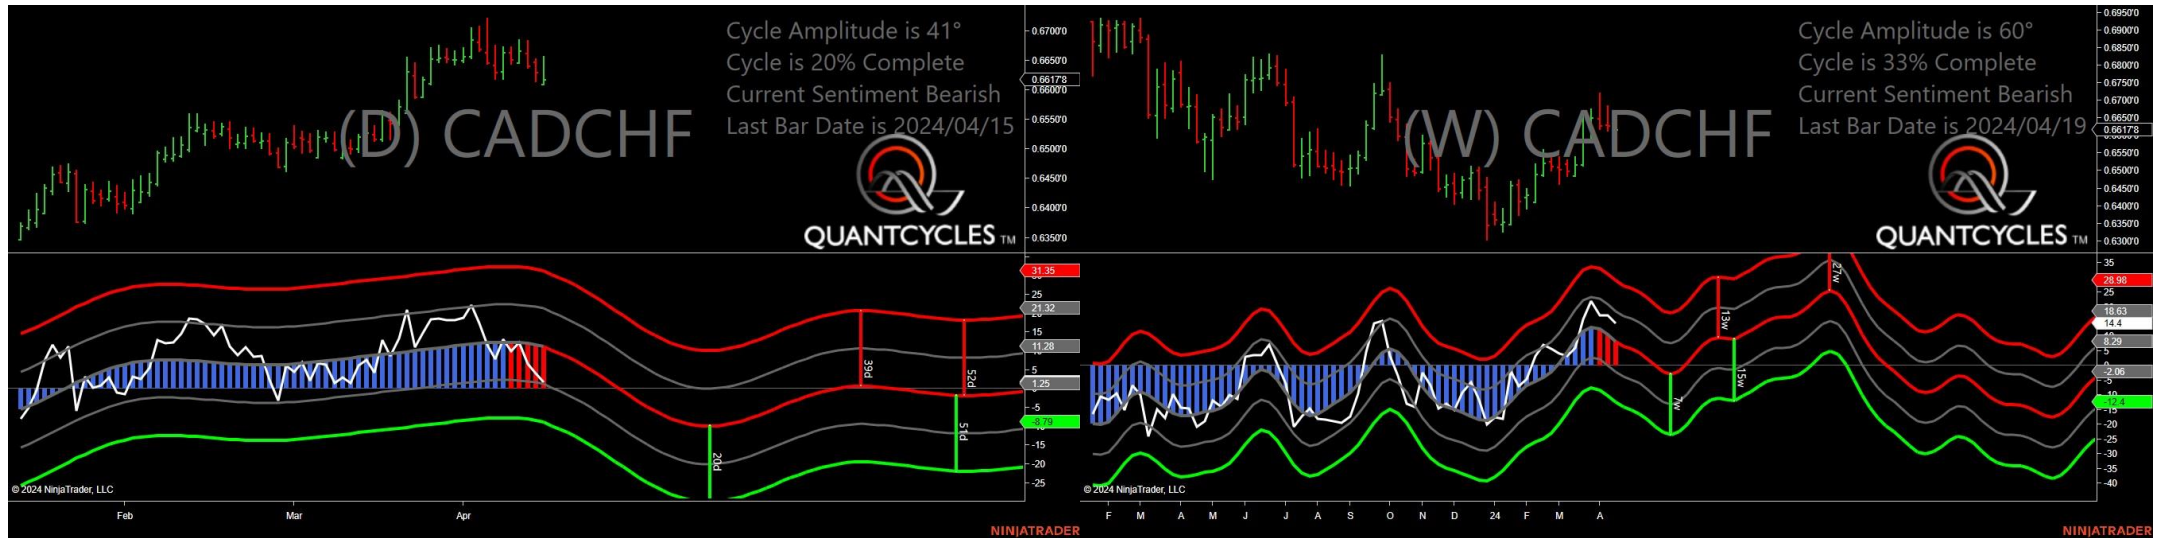 Cycle Amplitude is 41°
Cycle is 20% Complete
Current Sentiment Bearish
Last Bar Date is 2024/04/15
(D) CADCHF
QUANTCYCLES TM
0.6700'0
0.6650'0
0.6617'8
0.6600'0
0.6550'0
0.6500'0
0.6450'0
0.6400'0
0.6350'0
31.35
25
21.32
15
11.28
5
1.25
-5
-8.79
-15
-20
-25
39d
52d
51d
20d
© 2024 NinjaTrader, LLC
Feb Mar Apr
NINJATRADER
Cycle Amplitude is 60°
Cycle is 33% Complete
Current Sentiment Bearish
Last Bar Date is 2024/04/19
(W) CADCHF
QUANTCYCLES TM
0.6950'0
0.6900'0
0.6850'0
0.6800'0
0.6750'0
0.6700'0
0.6650'0
0.6617'8
0.6550'0
0.6500'0
0.6450'0
0.6400'0
0.6350'0
0.6300'0
35
28.98
25
18.63
14.4
8.29
5
-2.06
-5
-12.4
-15
-20
-25
-30
-35
-40
27w
13w
15w
7w
© 2024 NinjaTrader, LLC
F M A M J J A S O N D 24 F M A
NINJATRADER